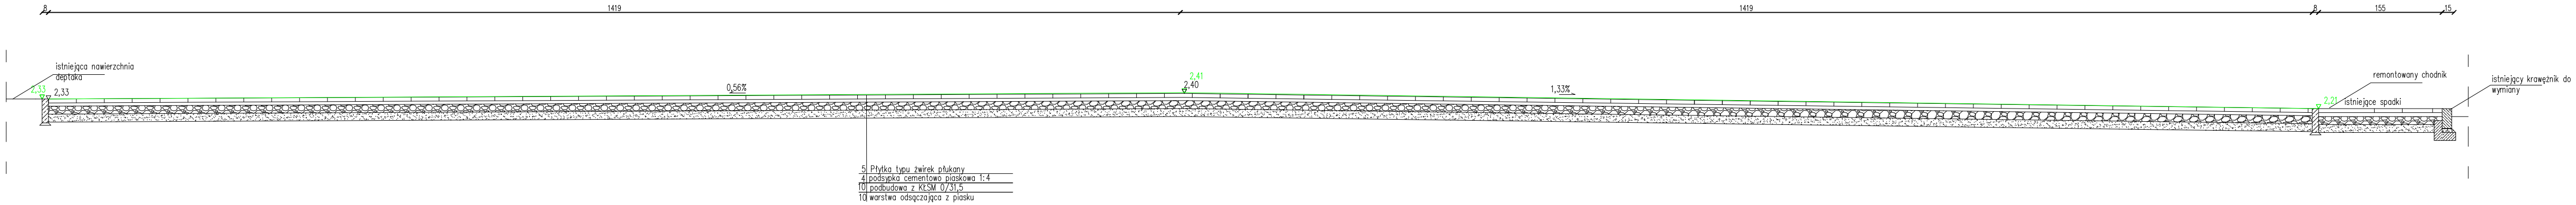 8 1419 1419 8 155 15
istniejąca nawierzchnia
deptaka
2,33 2,33
0,56%
2,41
2,40
1,33%
remontowany chodnik
2,21 istniejące spadki
istniejący krawężnik do
wymiany
5 Płytka typu żwirek płukany
4 podsypka cementowo piaskowa 1:4
10 podbudowa z KŁSM 0/31,5
10 warstwa odsączająca z piasku